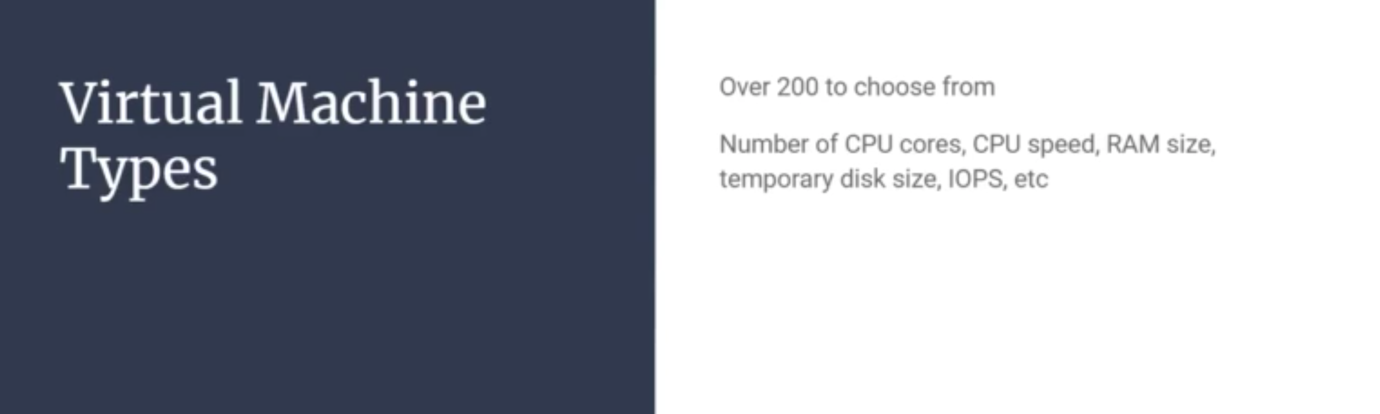 Virtual Machine
Types
Over 200 to choose from
Number of CPU cores, CPU speed, RAM size,
temporary disk size, IOPS, etc